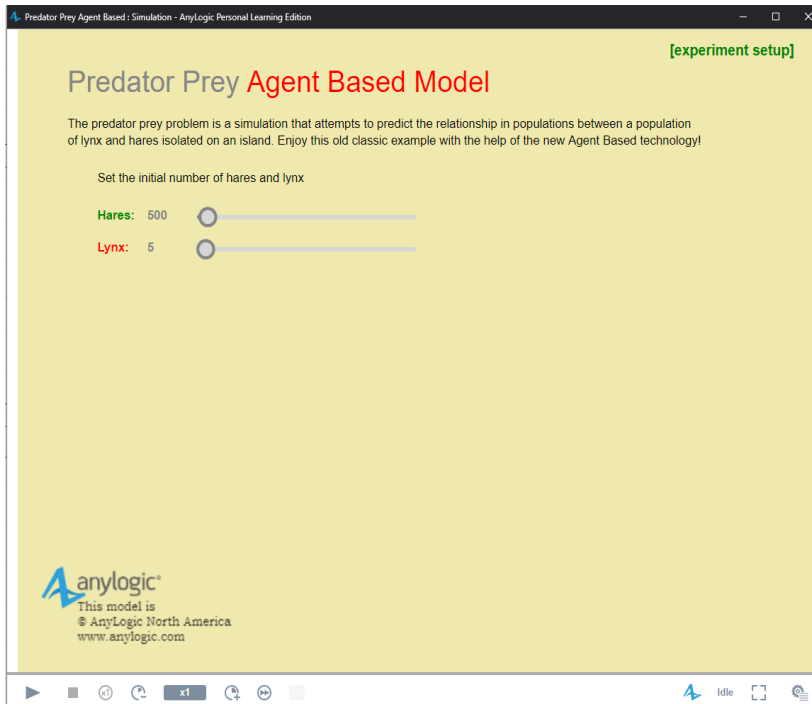 Predator Prey Agent Based : Simulation - AnyLogic Personal Learning Edition
[experiment setup]
Predator Prey Agent Based Model
The predator prey problem is a simulation that attempts to predict the relationship in populations between a population
of lynx and hares isolated on an island. Enjoy this old classic example with the help of the new Agent Based technology!
Set the initial number of hares and lynx
Hares: 500
Lynx: 5
anylogic®
This model is
© AnyLogic North America
www.anylogic.com
x1 x1 Idle